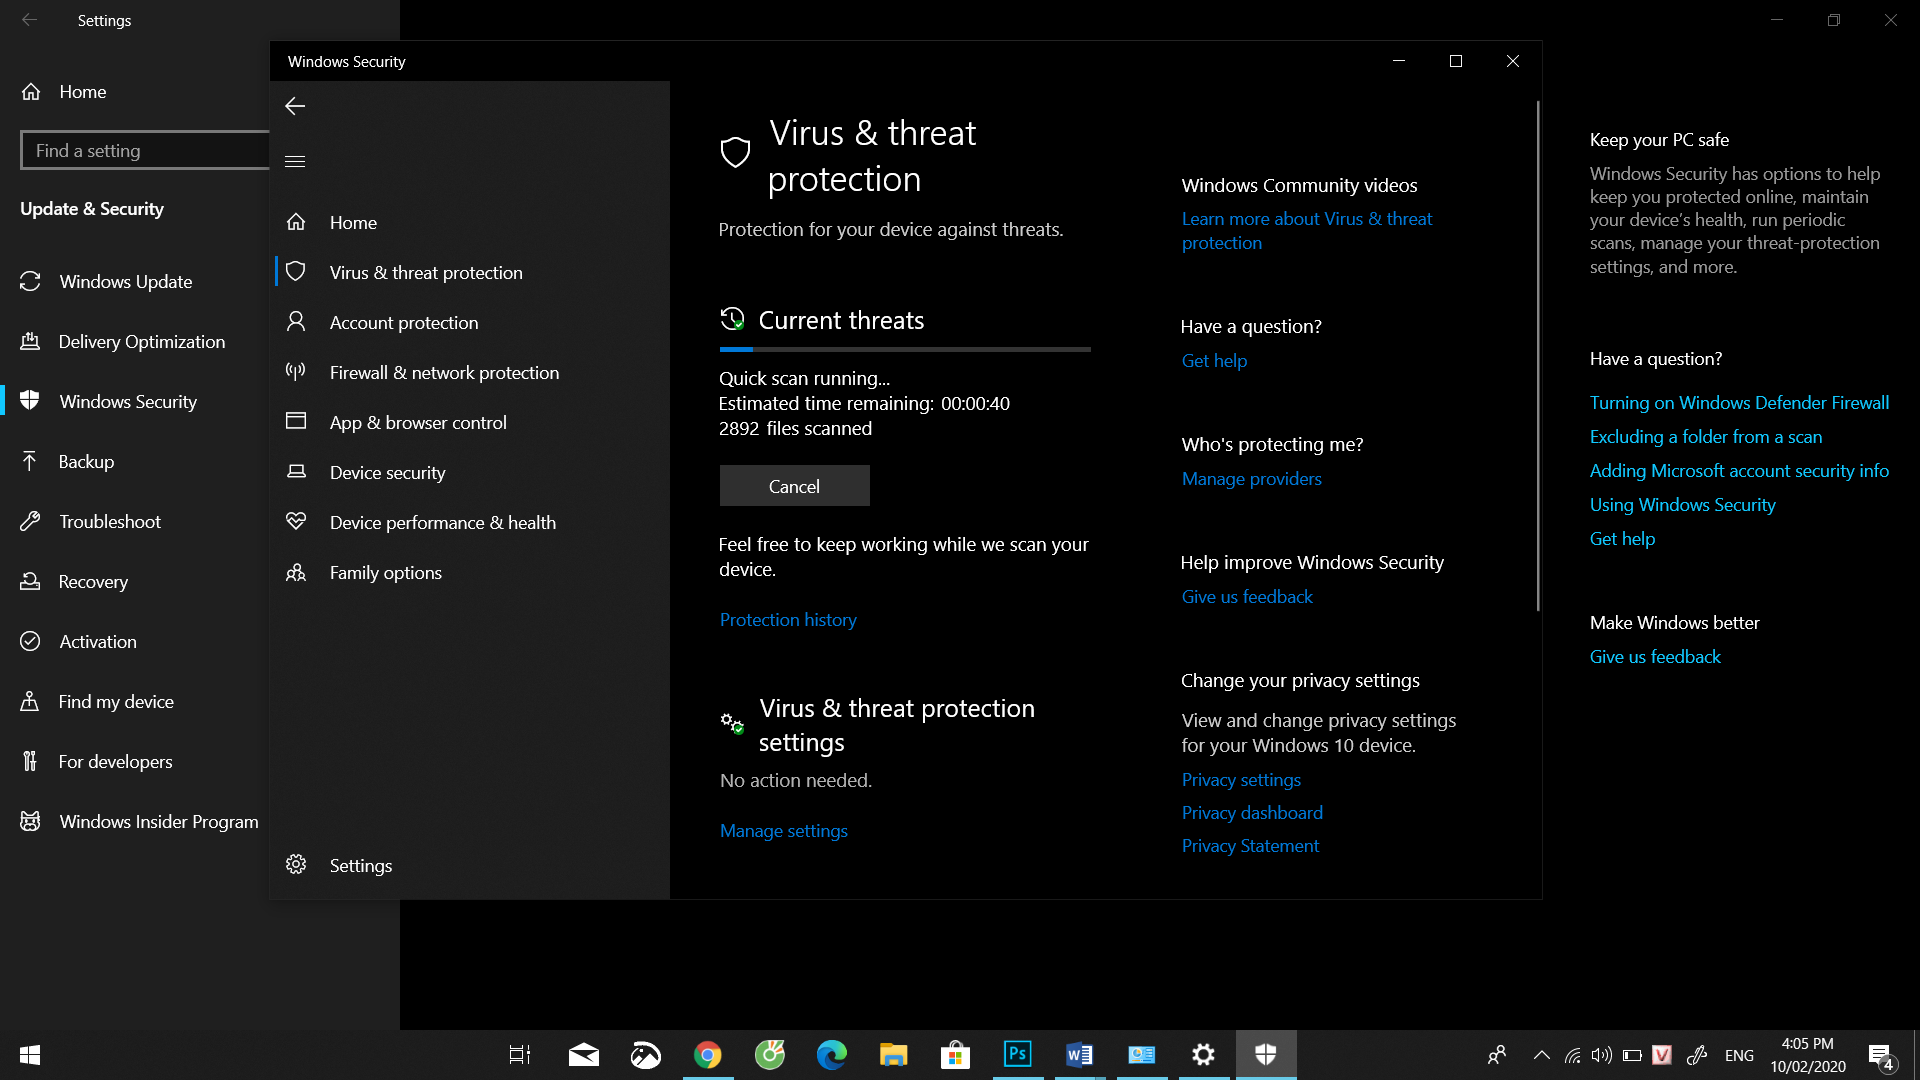 Settings
Home
Find a setting
Update & Security
Windows Update
Delivery Optimization
Windows Security
Backup
Troubleshoot
Recovery
Activation
Find my device
For developers
Windows Insider Program
Windows Security
Home
Virus & threat protection
Account protection
Firewall & network protection
App & browser control
Device security
Device performance & health
Family options
Settings
Virus & threat
protection
Protection for your device against threats.
Current threats
Quick scan running...
Estimated time remaining: 00:00:40
2892 files scanned
Cancel
Feel free to keep working while we scan your
device.
Protection history
Virus & threat protection
settings
No action needed.
Manage settings
Windows Community videos
Learn more about Virus & threat
protection
Have a question?
Get help
Who's protecting me?
Manage providers
Help improve Windows Security
Give us feedback
Change your privacy settings
View and change privacy settings
for your Windows 10 device.
Privacy settings
Privacy dashboard
Privacy Statement
Keep your PC safe
Windows Security has options to help
keep you protected online, maintain
your device’s health, run periodic
scans, manage your threat-protection
settings, and more.
Have a question?
Turning on Windows Defender Firewall
Excluding a folder from a scan
Adding Microsoft account security info
Using Windows Security
Get help
Make Windows better
Give us feedback
Ps
W
V
ENG
4:05 PM
10/02/2020
4